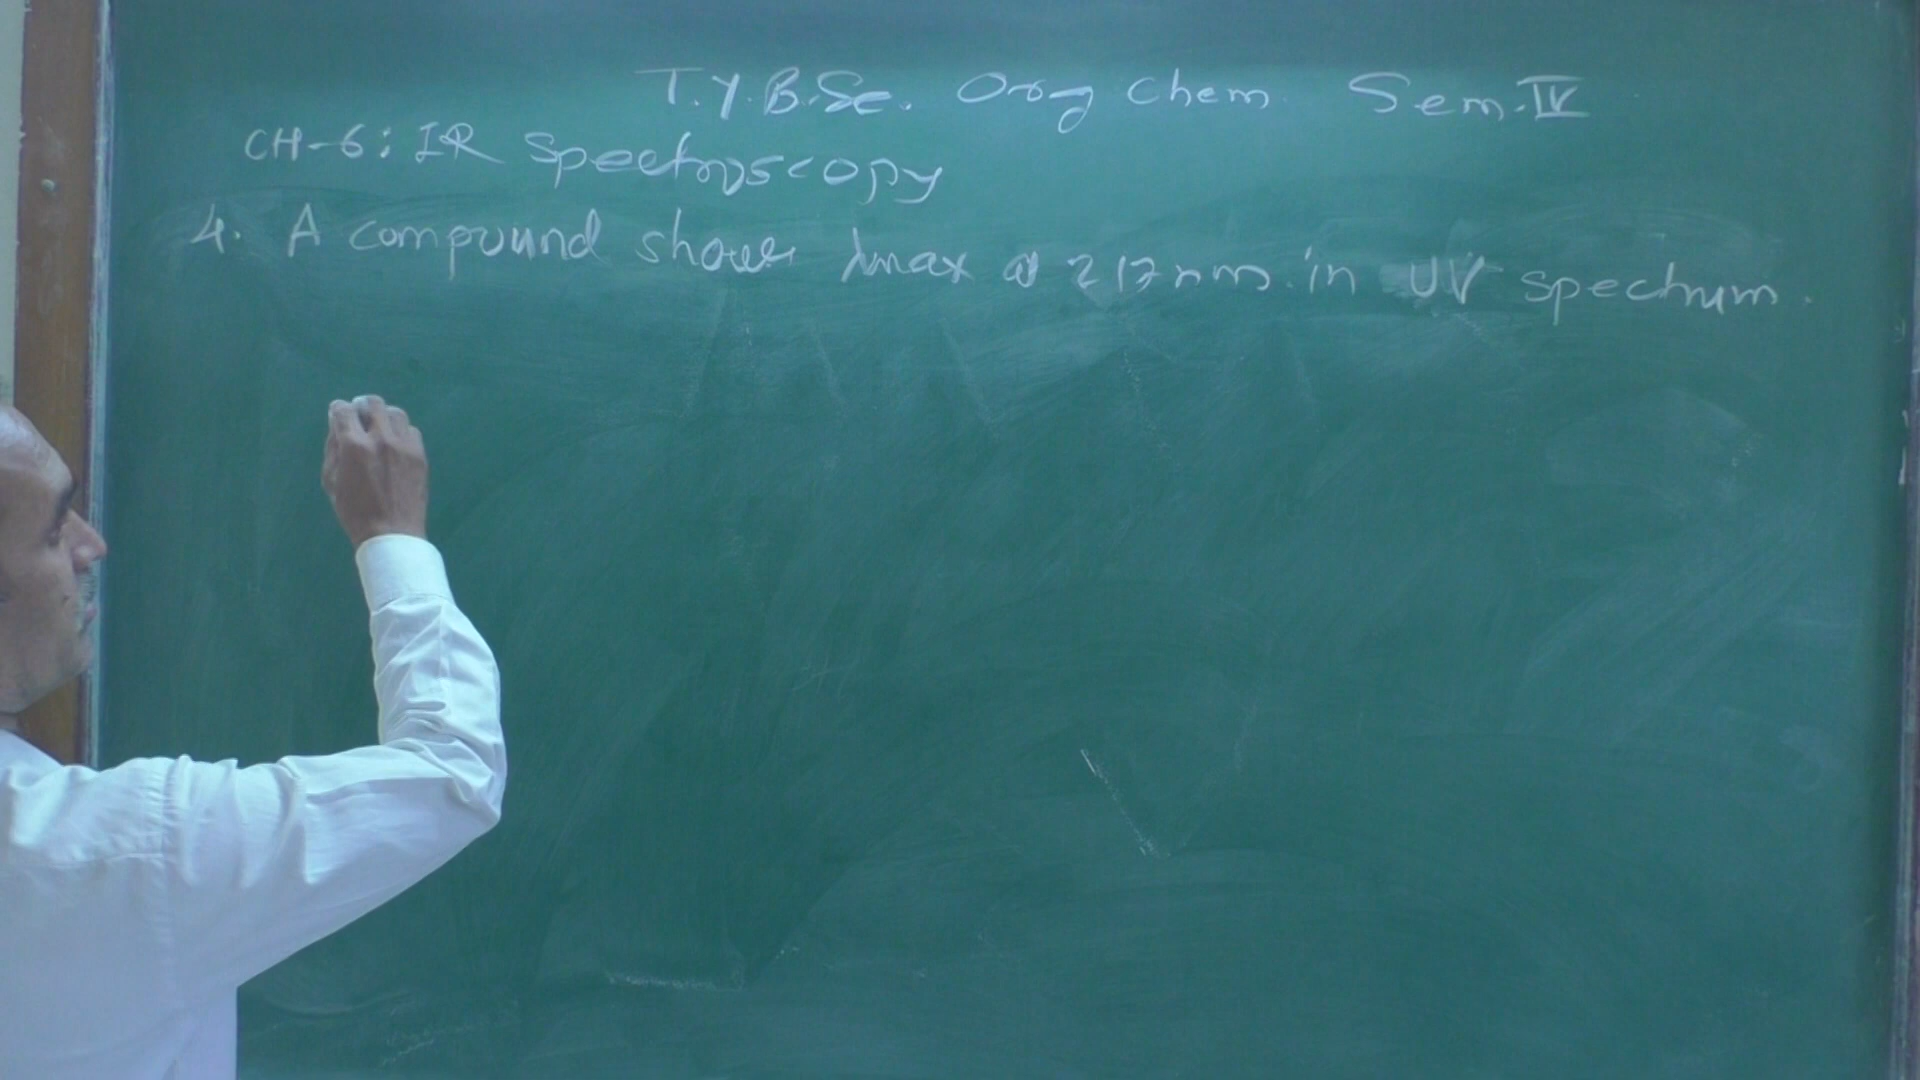 T.Y.B.Sc. Org Chem. Sem. IV
CH-6: IR Spectroscopy
4. A compound shows λmax at 217 nm. in UV spectrum.